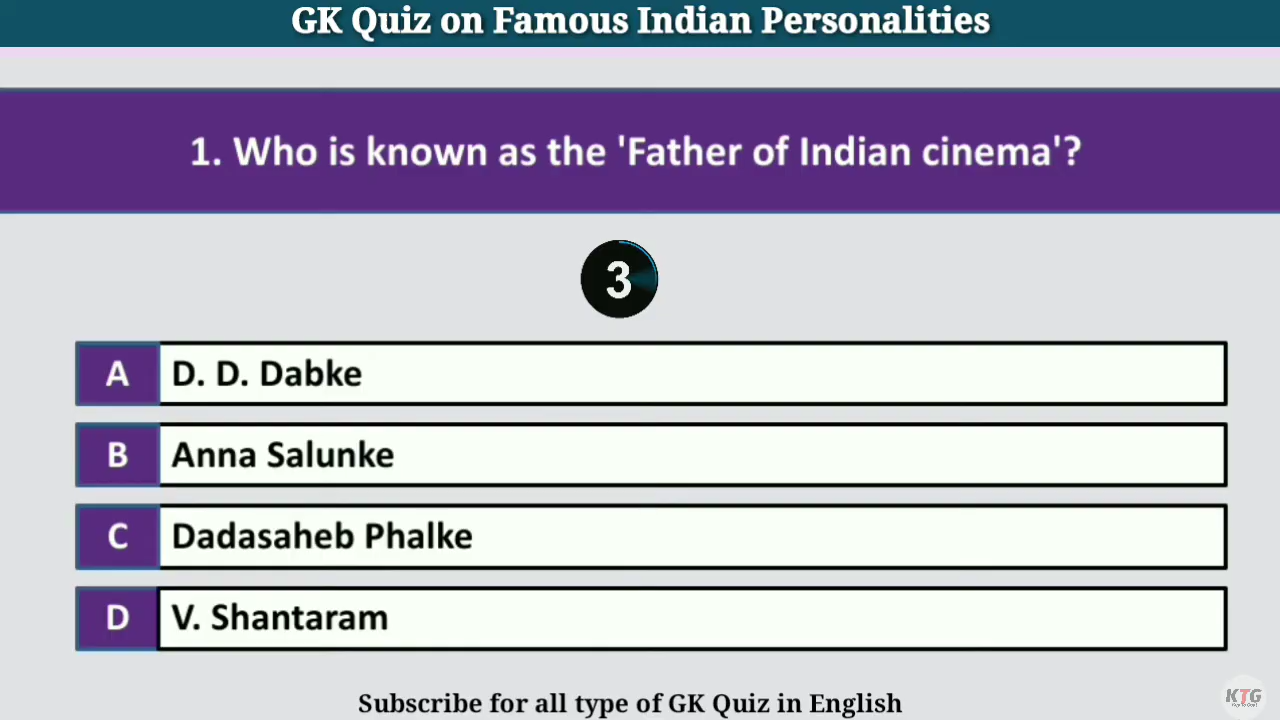 GK Quiz on Famous Indian Personalities
1. Who is known as the 'Father of Indian cinema'?
3
A D. D. Dabke
B Anna Salunke
C Dadasaheb Phalke
D V. Shantaram
Subscribe for all type of GK Quiz in English
KTG